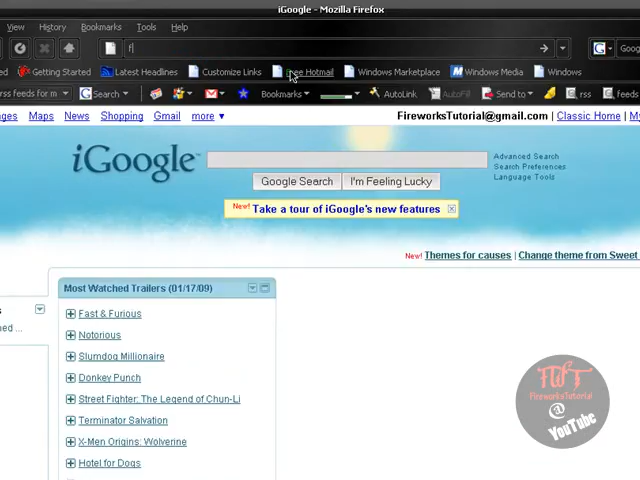 iGoogle - Mozilla Firefox
View History Bookmarks Tools Help
f
Getting Started Latest Headlines Customize Links Free Hotmail Windows Marketplace Windows Media Windows
rss feeds for m Search Bookmarks AutoLink AutoFill Send to rss feeds
ges Maps News Shopping Gmail more ▼ FireworksTutorial@gmail.com | Classic Home | My
iGoogle™
Advanced Search
Search Preferences
Language Tools
Google Search I'm Feeling Lucky
New! Take a tour of iGoogle's new features
New! Themes for causes | Change theme from Sweet
Most Watched Trailers (01/17/09)
s
ned ...
Fast & Furious
Notorious
Slumdog Millionaire
Donkey Punch
Street Fighter: The Legend of Chun-Li
Terminator Salvation
X-Men Origins: Wolverine
Hotel for Dogs
FWT
FireworksTutorial
@
YouTube